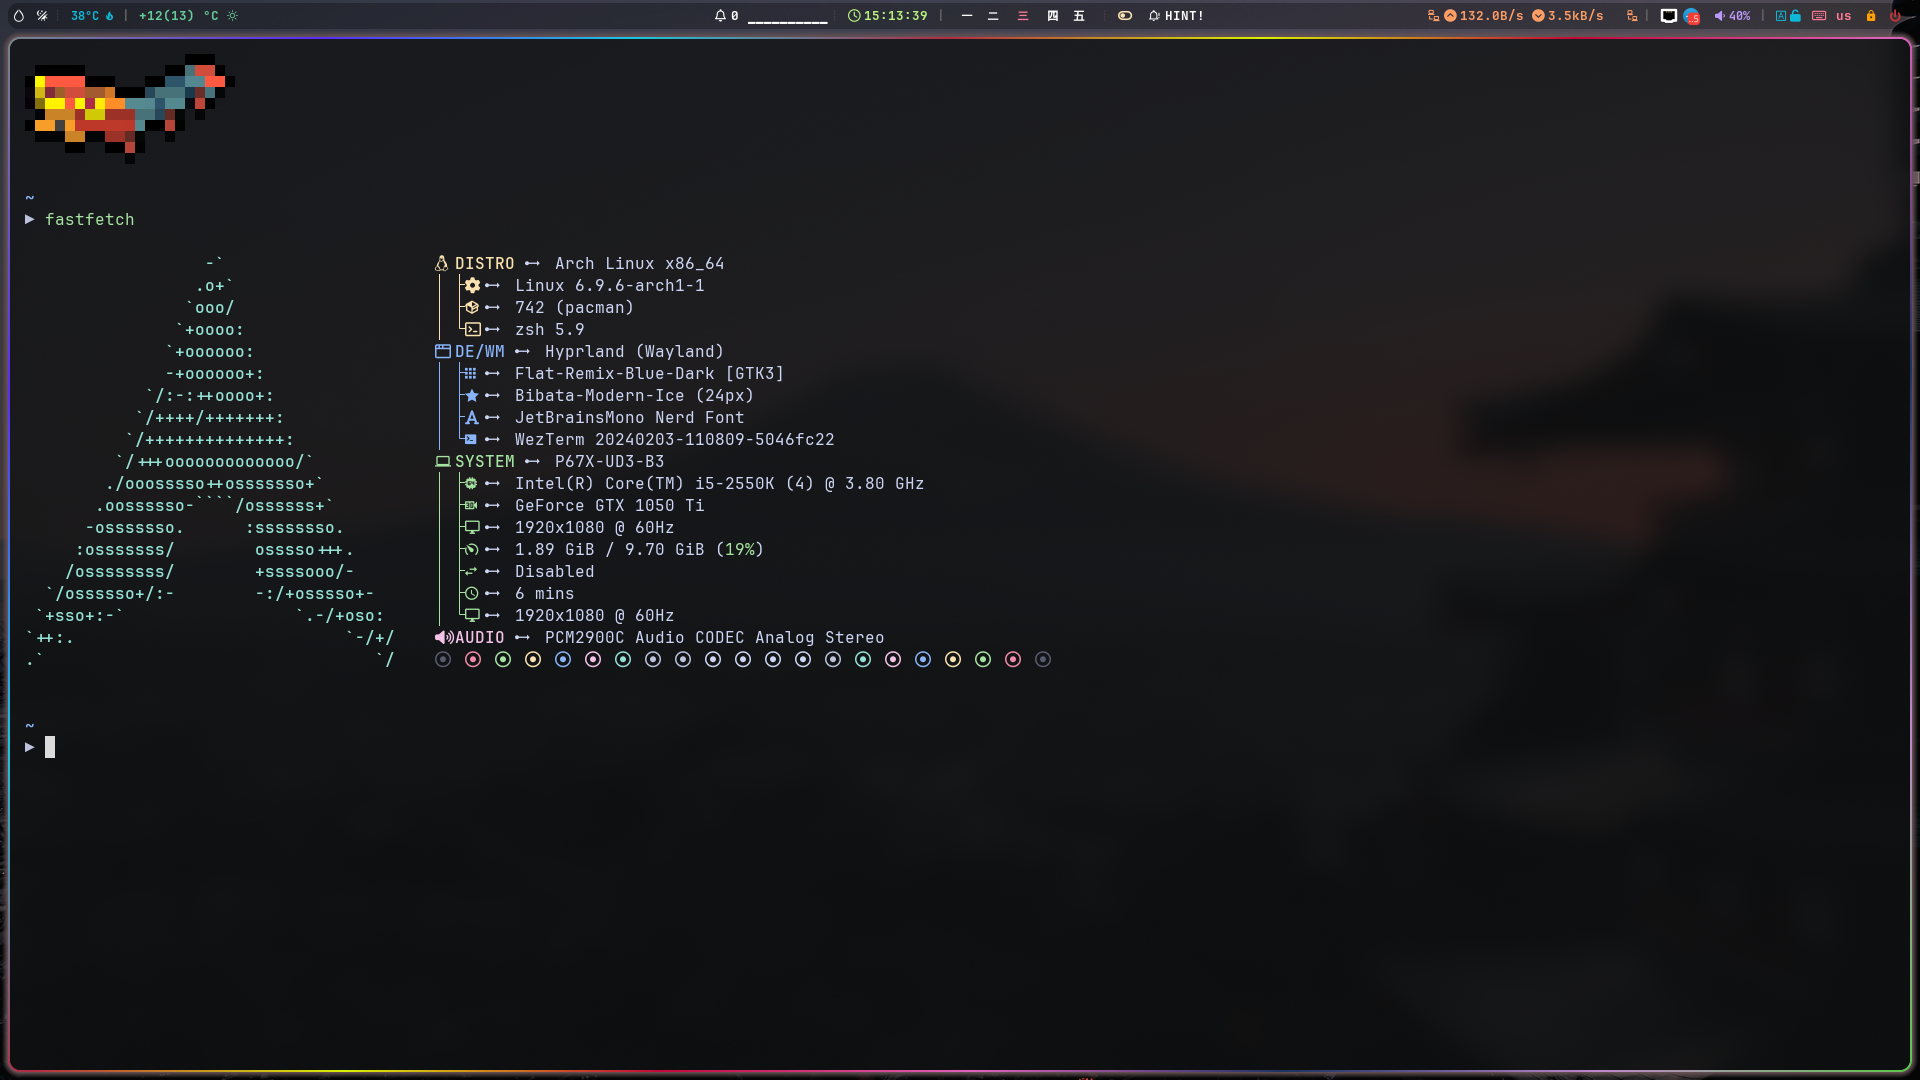 38°C | +12(13) °C 0 __________ 15:13:39 | 一 二 三 四 五 HINT! 132.0B/s 3.5kB/s | 40% | A us
~
▶ fastfetch
-` DISTRO Arch Linux x86_64
.o+` Linux 6.9.6-arch1-1
`ooo/ 742 (pacman)
`+oooo: zsh 5.9
`+oooooo: DE/WM Hyprland (Wayland)
-+oooooo+: Flat-Remix-Blue-Dark [GTK3]
`/:-:++oooo+: Bibata-Modern-Ice (24px)
`/++++/+++++++: JetBrainsMono Nerd Font
`/++++++++++++++: WezTerm 20240203-110809-5046fc22
`/+++ooooooooooooo/` SYSTEM P67X-UD3-B3
./ooosssso++osssssso+` Intel(R) Core(TM) i5-2550K (4) @ 3.80 GHz
.oossssso-````/ossssss+` GeForce GTX 1050 Ti
-osssssso. :ssssssso. 1920x1080 @ 60Hz
:osssssss/ osssso+++. 1.89 GiB / 9.70 GiB (19%)
/ossssssss/ +ssssooo/- Disabled
`/ossssso+/:- -:/+osssso+- 6 mins
`+sso+:-` `.-/+oso: 1920x1080 @ 60Hz
`++:. `-/+/ AUDIO PCM2900C Audio CODEC Analog Stereo
.` `/
~
▶